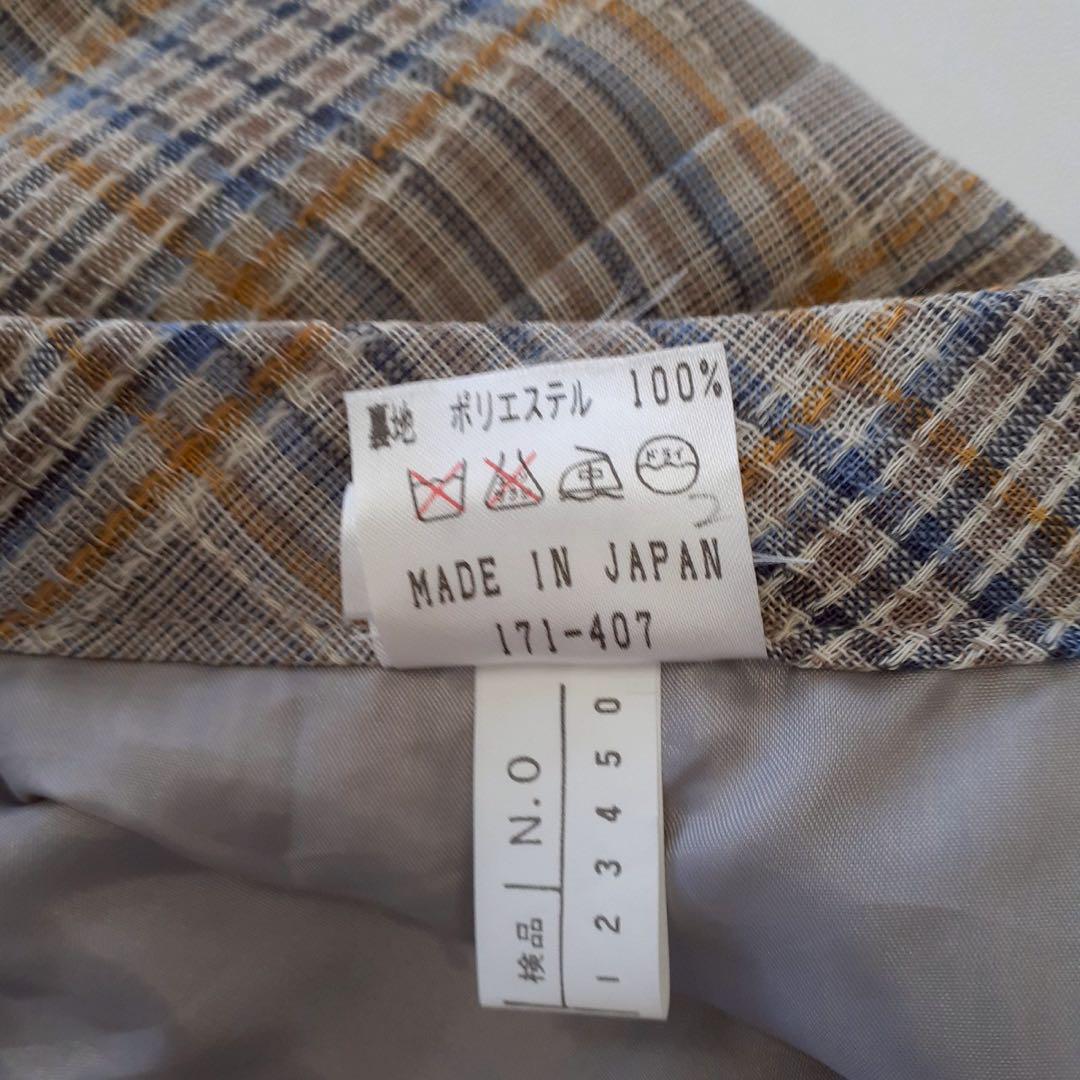 裏地 ポリエステル 100%
中 ドライ
MADE IN JAPAN
171-407
検品 N.O
1 2 3 4 5 0